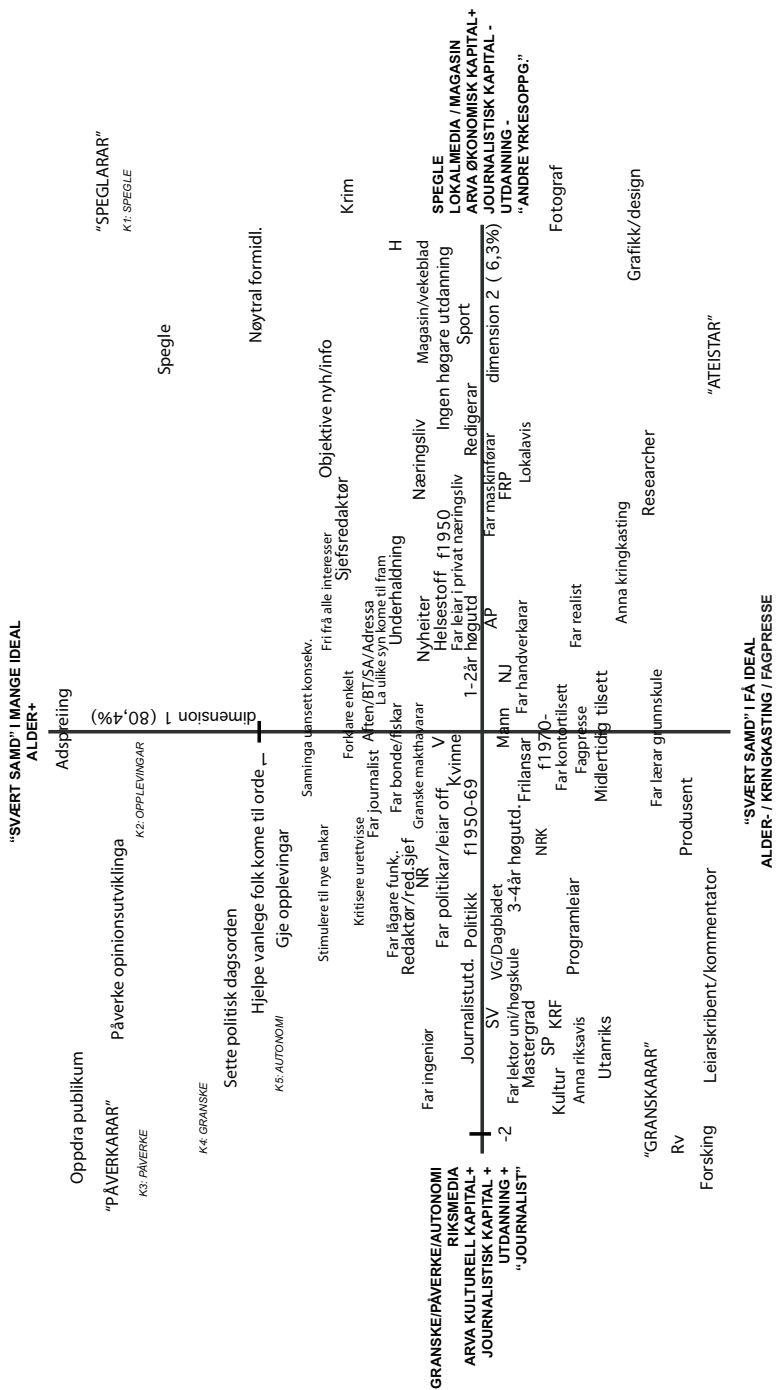 “SVÆRT SAMD” I MANGE IDEAL
ALDER+
Adspreiing
Oppdra publikum
“PÅVERKARAR”
“SPEGLARAR”
Påverke opinionsutviklinga
K1: SPEGLE
K2: OPPLEVINGAR
K3: PÅVERKE
Spegle
K4: GRANSKE
dimension 1 (80,4%)
Sette politisk dagsorden
Nøytral formidl.
Hjelpe vanlege folk kome til orde
1
K5: AUTONOMI
Gje opplevingar
Sanninga uansett konsekv.
Stimulere til nye tankar
Fri frå alle interesser
Objektive nyh/info
Sjefsredaktør
Krim
Forklare enkelt
Kritisere urettvisse
Far journalist
Aften/BT/SA/Adressa
La ulike syn kome til fram
Far lågare funk.
Far bonde/fiskar
Underhaldning
H
Redaktør/red.sjef
NR
Granske makthavarar
Nyheiter
Næringsliv
Magasin/vekeblad
Far ingeniør
Far politikar/leiar off.
V
Helsestoff
f1950
Ingen høgare utdanning
Kvinne
Far leiar i privat næringsliv
Journalistutd.
Politikk
f1950-69
1-2år høgutd
Redigerar
Sport
GRANSKE/PÅVERKE/AUTONOMI
RIKSMEDIA
ARVA KULTURELL KAPITAL+
JOURNALISTISK KAPITAL +
UTDANNING +
“JOURNALIST”
SPEGLE
LOKALMEDIA / MAGASIN
ARVA ØKONOMISK KAPITAL+
JOURNALISTISK KAPITAL -
UTDANNING -
“ANDRE YRKESOPPG.”
-2
SV
VG/Dagbladet
Mann
AP
Far maskinførar
dimension 2 ( 6,3%)
Far lektor uni/høgskule
3-4år høgutd.
NJ
FRP
Mastergrad
Frilansar
Far handverkarar
Lokalavis
SP
KRF
NRK
f1970-
Kultur
Far kontortilsett
Fotograf
Anna riksavis
Programleiar
Fagpresse
Far realist
Utanriks
Midlertidig tilsett
Anna kringkasting
Grafikk/design
“GRANSKARAR”
Far lærar grunnskule
Researcher
Rv
Produsent
Forsking
Leiarskribent/kommentator
“ATEISTAR”
“SVÆRT SAMD” I FÅ IDEAL
ALDER- / KRINGKASTING / FAGPRESSE